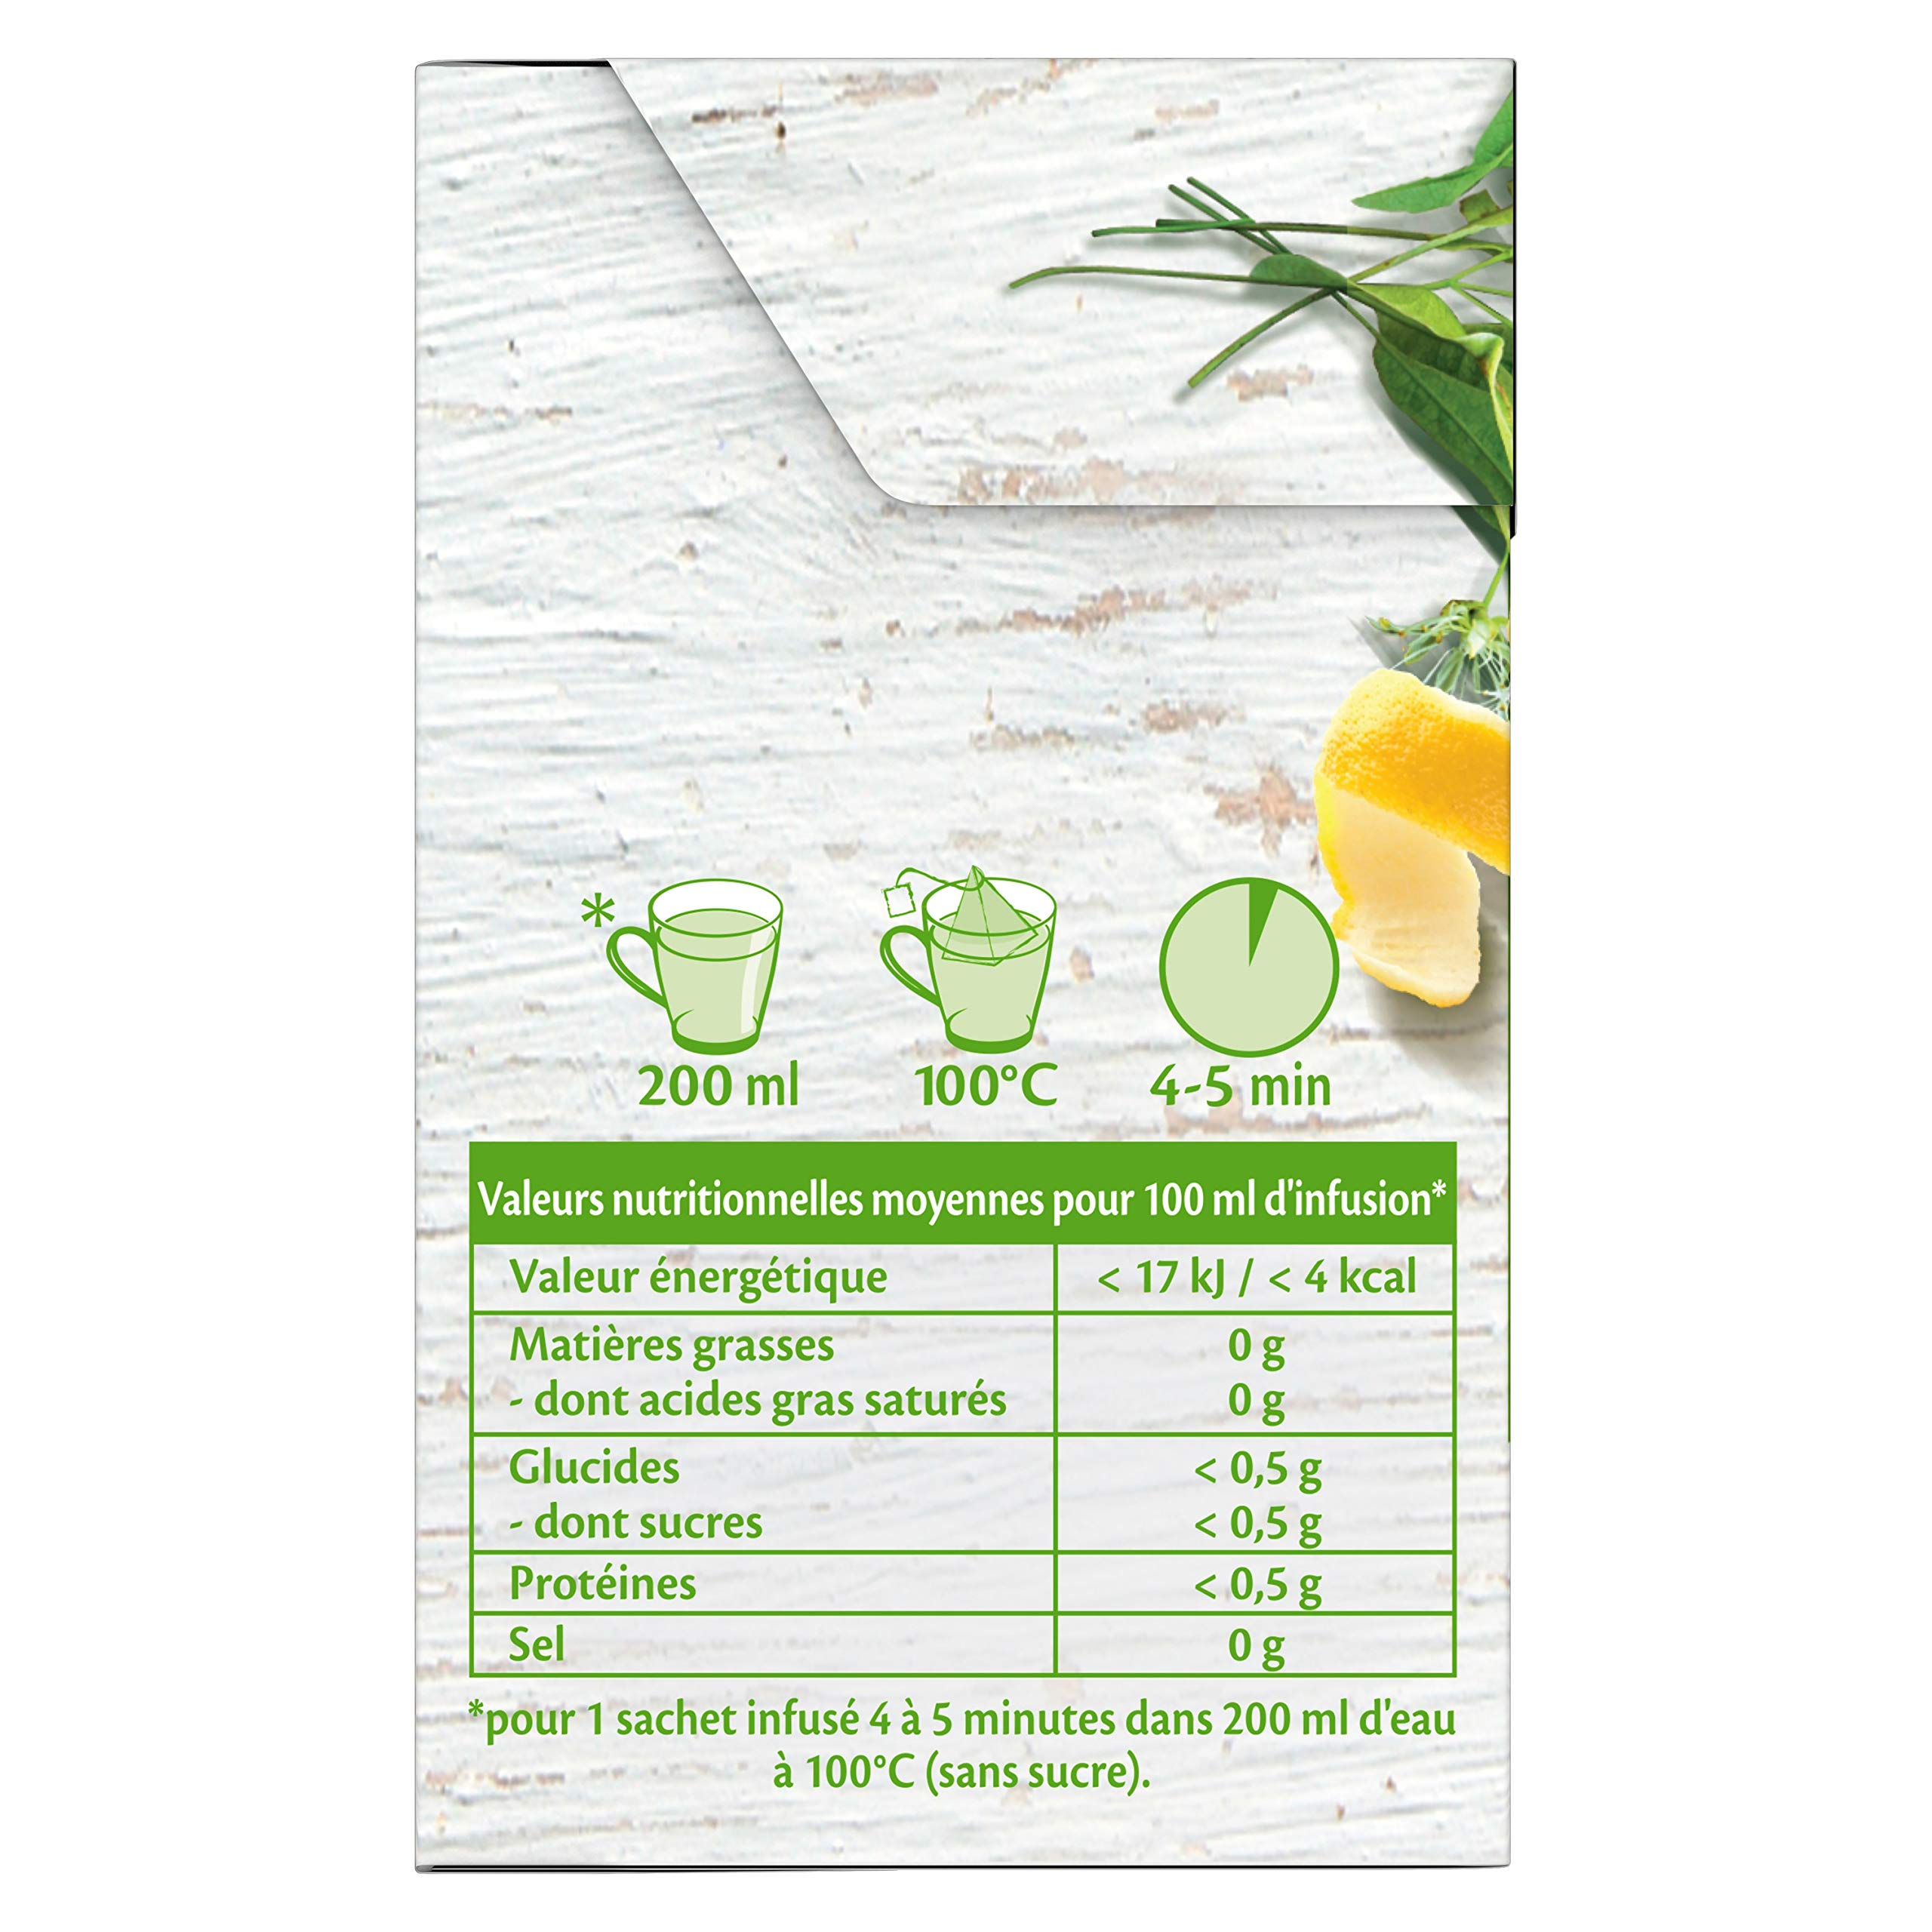 *
200 ml 100°C 4-5 min
Valeurs nutritionnelles moyennes pour 100 ml d'infusion*
Valeur énergétique < 17 kJ / < 4 kcal
Matières grasses 0 g
- dont acides gras saturés 0 g
Glucides < 0,5 g
- dont sucres < 0,5 g
Protéines < 0,5 g
Sel 0 g
*pour 1 sachet infusé 4 à 5 minutes dans 200 ml d'eau
à 100°C (sans sucre).